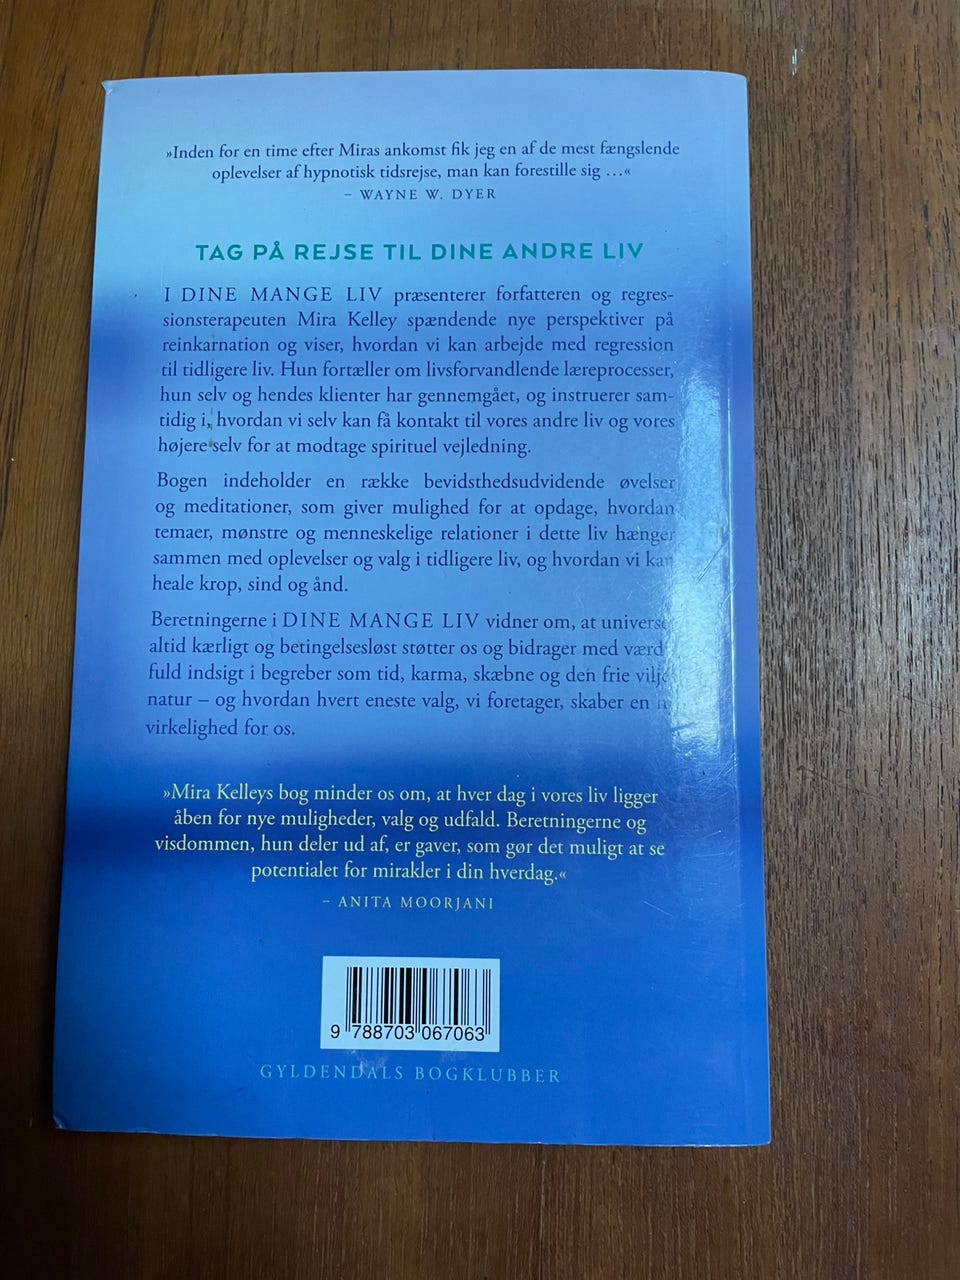 »Inden for en time efter Miras ankomst fik jeg en af de mest fængslende
oplevelser af hypnotisk tidsrejse, man kan forestille sig …«
– WAYNE W. DYER
TAG PÅ REJSE TIL DINE ANDRE LIV
I DINE MANGE LIV præsenterer forfatteren og regres-
sionsterapeuten Mira Kelley spændende nye perspektiver på
reinkarnation og viser, hvordan vi kan arbejde med regression
til tidligere liv. Hun fortæller om livsforvandlende læreprocesser,
hun selv og hendes klienter har gennemgået, og instruerer sam-
tidig i, hvordan vi selv kan få kontakt til vores andre liv og vores
højere selv for at modtage spirituel vejledning.
Bogen indeholder en række bevidsthedsudvidende øvelser
og meditationer, som giver mulighed for at opdage, hvordan
temaer, mønstre og menneskelige relationer i dette liv hænger
sammen med oplevelser og valg i tidligere liv, og hvordan vi kan
heale krop, sind og ånd.
Beretningerne i DINE MANGE LIV vidner om, at
altid kærligt og betingelsesløst støtter os og bidrager med værdi-
fuld indsigt i begreber som tid, karma, skæbne og den frie viljes
natur – og hvordan hvert eneste valg, vi foretager, skaber en
virkelighed for os.
»Mira Kelleys bog minder os om, at hver dag i vores liv ligger
åben for nye muligheder, valg og udfald. Beretningerne og
visdommen, hun deler ud af, er gaver, som gør det muligt at se
potentialet for mirakler i din hverdag.«
– ANITA MOORJANI
9 788703 067063
GYLDENDALS BOGKLUBBER